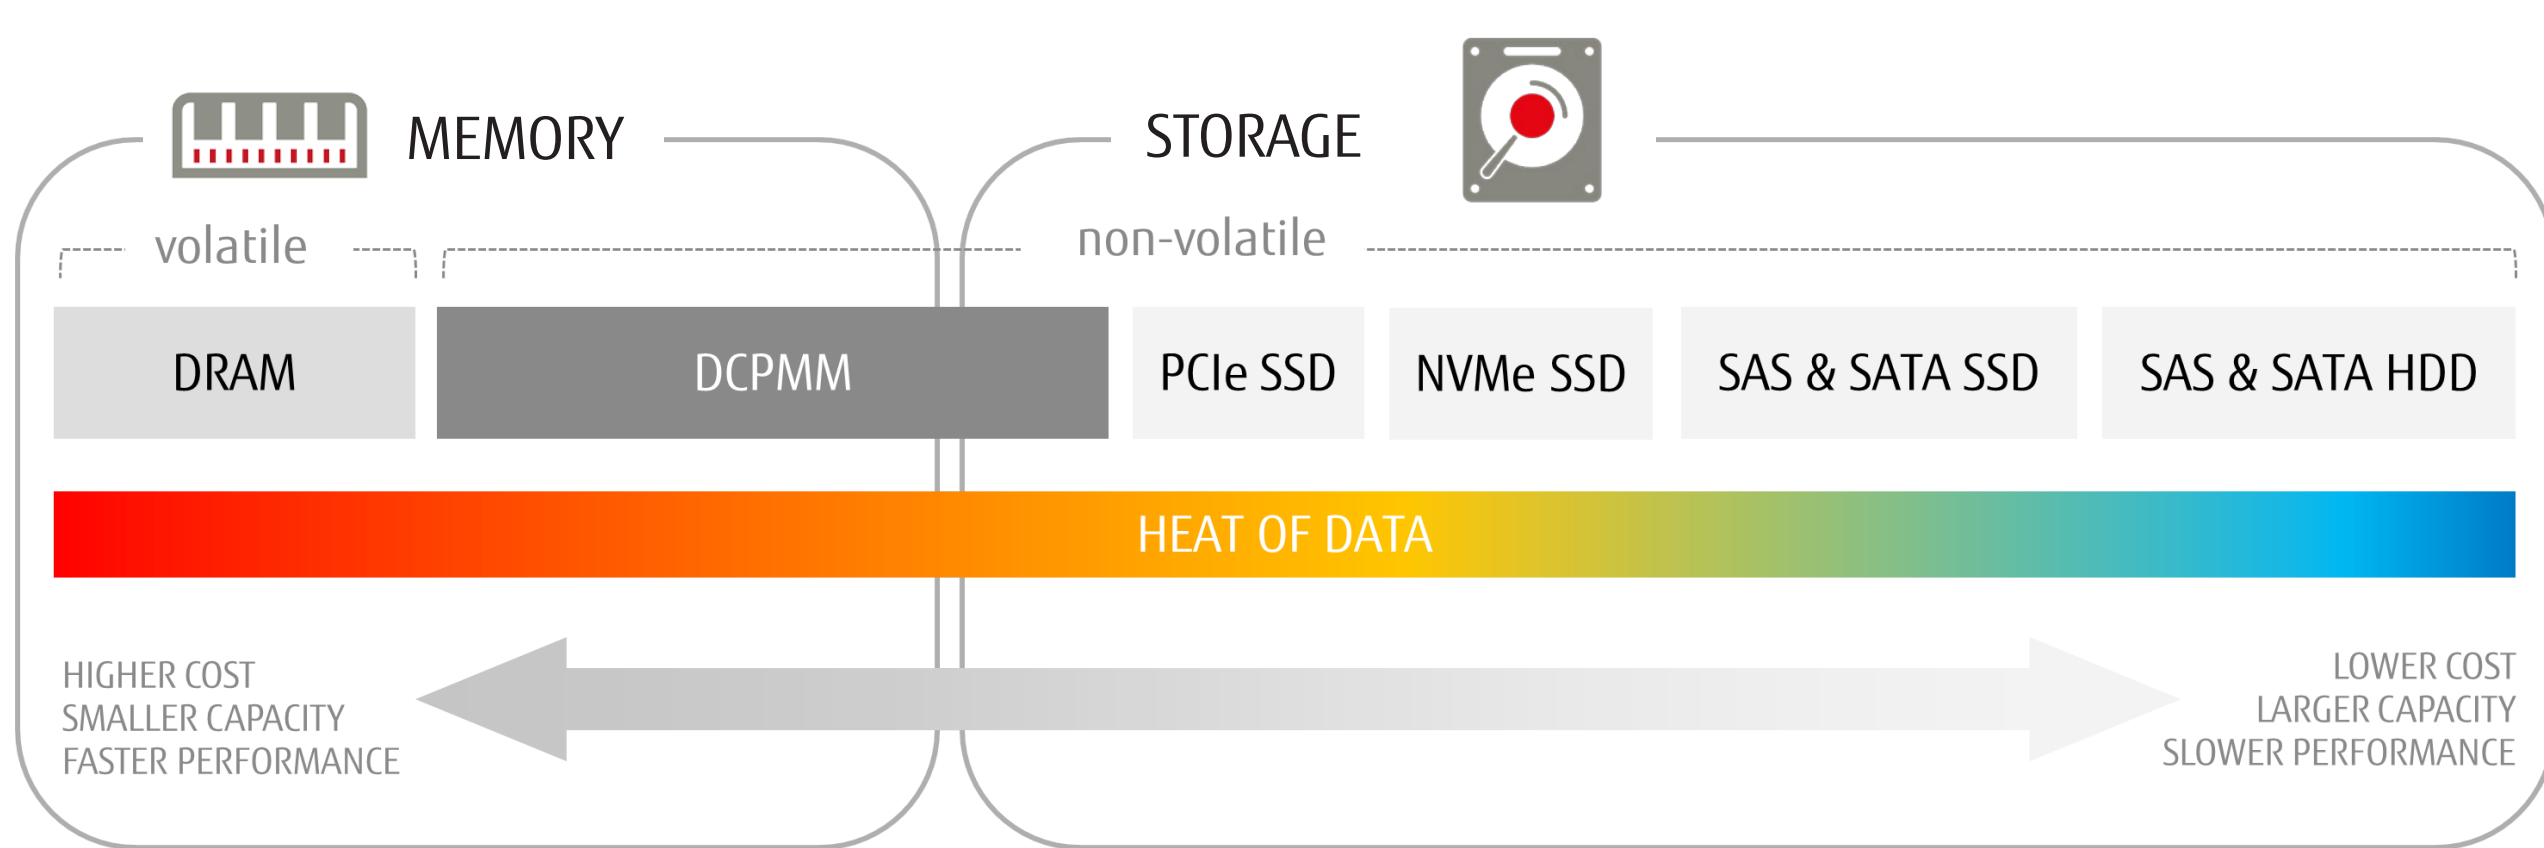 MEMORY
STORAGE
volatile
non-volatile
DRAM
DCPMM
PCIe SSD
NVMe SSD
SAS & SATA SSD
SAS & SATA HDD
HEAT OF DATA
HIGHER COST
SMALLER CAPACITY
FASTER PERFORMANCE
LOWER COST
LARGER CAPACITY
SLOWER PERFORMANCE